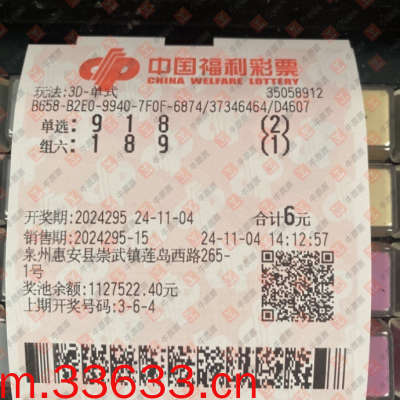 中国福利彩票
CHINA WELFARE LOTTERY
玩法:3D-单式 35058912
B658-B2E0-9940-7F0F-6874/37346464/D4607
单选: 9 1 8 (2)
组六: 1 8 9 (1)
开奖期:2024295 24-11-04 合计6元
销售期:2024295-15 24-11-04 14:12:57
泉州惠安县崇武镇莲岛西路265-
1号
奖池余额:1127522.40元
上期开奖号码:3-6-4
m.33633.cn